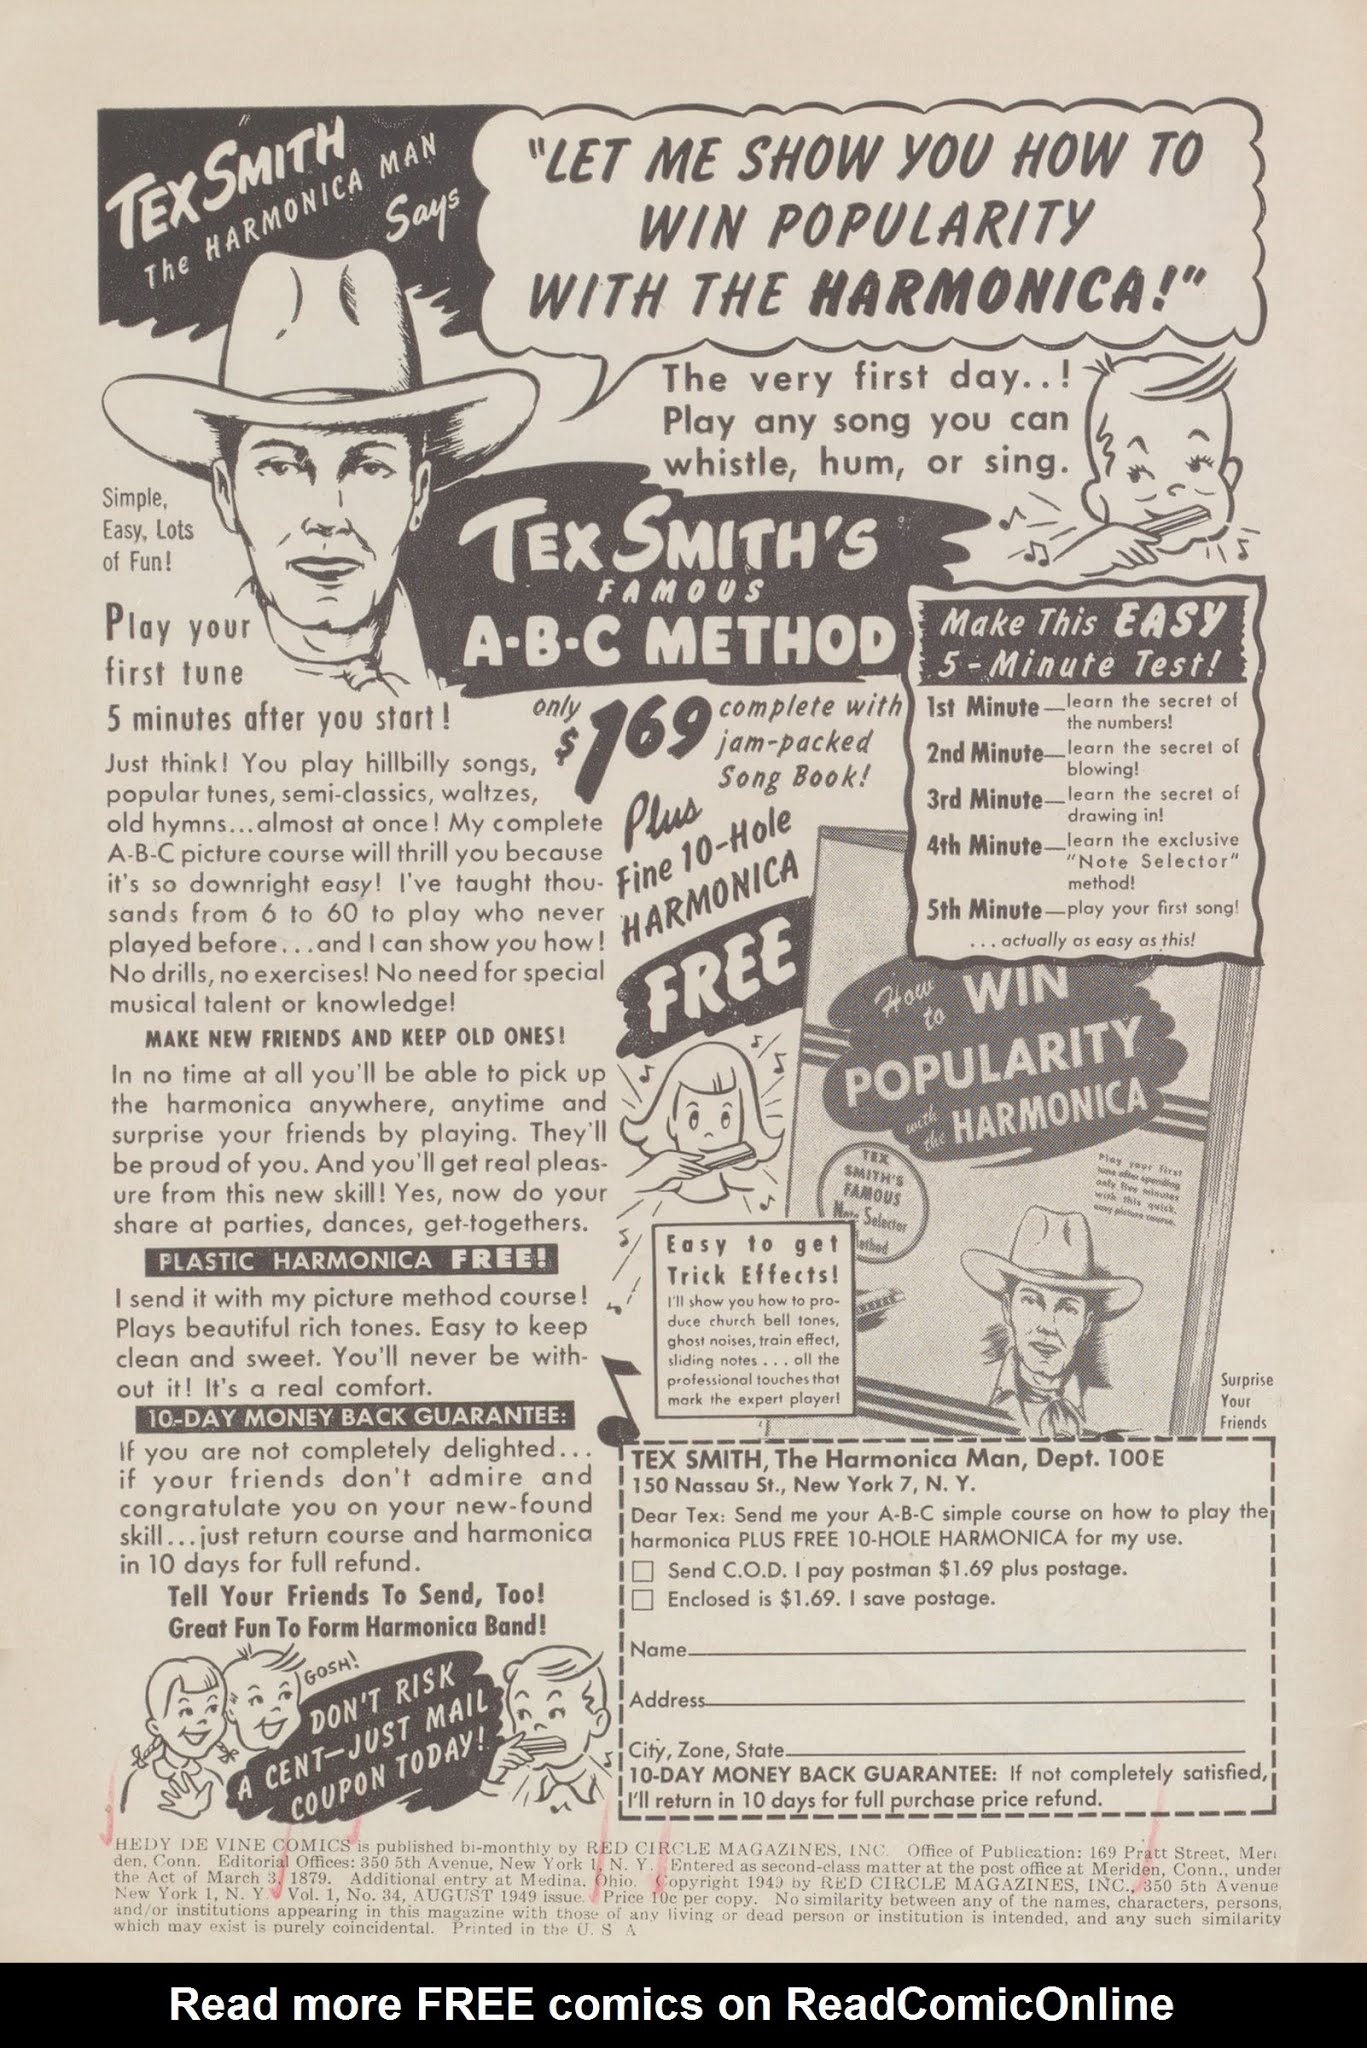 TEX SMITH
The HARMONICA MAN
Says
"LET ME SHOW YOU HOW TO
WIN POPULARITY
WITH THE HARMONICA!"
The very first day..!
Play any song you can
whistle, hum, or sing.
Simple,
Easy, Lots
of Fun!
TEX SMITH'S
FAMOUS
A-B-C METHOD
Play your
first tune
5 minutes after you start!
only
$1.69
complete with
jam-packed
Song Book!
Plus
Fine 10-Hole
HARMONICA
FREE
Just think! You play hillbilly songs,
popular tunes, semi-classics, waltzes,
old hymns...almost at once! My complete
A-B-C picture course will thrill you because
it's so downright easy! I've taught thou-
sands from 6 to 60 to play who never
played before...and I can show you how!
No drills, no exercises! No need for special
musical talent or knowledge!
MAKE NEW FRIENDS AND KEEP OLD ONES!
In no time at all you'll be able to pick up
the harmonica anywhere, anytime and
surprise your friends by playing. They'll
be proud of you. And you'll get real pleas-
ure from this new skill! Yes, now do your
share at parties, dances, get-togethers.
PLASTIC HARMONICA FREE!
I send it with my picture method course!
Plays beautiful rich tones. Easy to keep
clean and sweet. You'll never be with-
out it! It's a real comfort.
10-DAY MONEY BACK GUARANTEE:
If you are not completely delighted...
if your friends don't admire and
congratulate you on your new-found
skill...just return course and harmonica
in 10 days for full refund.
Tell Your Friends To Send, Too!
Great Fun To Form Harmonica Band!
GOSH!
DON'T RISK
A CENT—JUST MAIL
COUPON TODAY!
Make This EASY
5-Minute Test!
1st Minute—learn the secret of
the numbers!
2nd Minute—learn the secret of
blowing!
3rd Minute—learn the secret of
drawing in!
4th Minute—learn the exclusive
"Note Selector"
method!
5th Minute—play your first song!
...actually as easy as this!
How to WIN
POPULARITY
with the HARMONICA
TEX
SMITH'S
FAMOUS
Note Selector
Method
Play your first
tune after spending
only five minutes
with this quick,
easy picture course.
Easy to get
Trick Effects!
I'll show you how to pro-
duce church bell tones,
ghost noises, train effect,
sliding notes ... all the
professional touches that
mark the expert player!
Surprise
Your
Friends
TEX SMITH, The Harmonica Man, Dept. 100E
150 Nassau St., New York 7, N. Y.
Dear Tex: Send me your A-B-C simple course on how to play the
harmonica PLUS FREE 10-HOLE HARMONICA for my use.
Send C.O.D. I pay postman $1.69 plus postage.
Enclosed is $1.69. I save postage.
Name
Address
City, Zone, State
10-DAY MONEY BACK GUARANTEE: If not completely satisfied,
I'll return in 10 days for full purchase price refund.
HEDY DE VINE COMICS is published bi-monthly by RED CIRCLE MAGAZINES, INC. Office of Publication: 169 Pratt Street, Meri
den, Conn. Editorial Offices: 350 5th Avenue, New York 1, N. Y. Entered as second-class matter at the post office at Meriden, Conn., under
the Act of March 3, 1879. Additional entry at Medina, Ohio. Copyright 1949 by RED CIRCLE MAGAZINES, INC., 350 5th Avenue
New York 1, N. Y. Vol. 1, No. 34, AUGUST 1949 issue. Price 10c per copy. No similarity between any of the names, characters, persons,
and/or institutions appearing in this magazine with those of any living or dead person or institution is intended, and any such similarity
which may exist is purely coincidental. Printed in the U. S. A
Read more FREE comics on ReadComicOnline